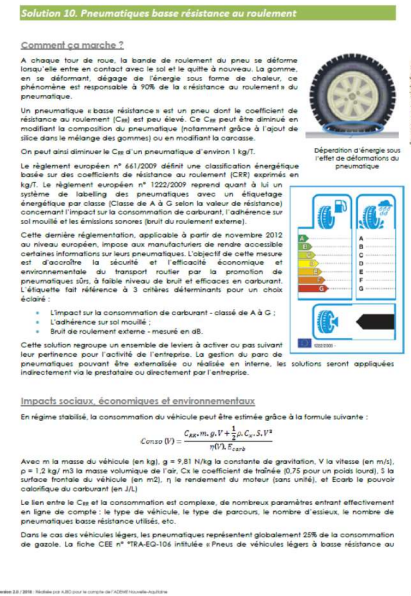 Solution 10. Pneumatiques basse résistance au roulement
Comment ça marche ?
A chaque tour de roue, la bande de roulement du pneu se déforme
lorsqu'elle entre en contact avec le sol et le quitte à nouveau. La gomme,
en se déformant, dégage de l'énergie sous forme de chaleur, ce
phénomène est responsable à 90% de la « résistance au roulement » du
pneumatique.
Un pneumatique « basse résistance » est un pneu dont le coefficient de
résistance au roulement (CRR) est peu élevé. Ce CRR peut être diminué en
modifiant la composition du pneumatique (notamment grâce à l'ajout de
silice dans le mélange des gommes) ou en modifiant la carcasse.
On peut ainsi diminuer le CRR d'un pneumatique d'environ 1 kg/T.
Déperdition d'énergie sous
l'effet de déformations du
pneumatique
Le règlement européen n° 661/2009 définit une classification énergétique
basée sur des coefficients de résistance au roulement (CRR) exprimés en
kg/T. Le règlement européen n° 1222/2009 reprend quant à lui un
système de labelling des pneumatiques avec un étiquetage
énergétique par classe (Classe de A à G selon la valeur de résistance)
concernant l'impact sur la consommation de carburant, l'adhérence sur
sol mouillé et les émissions sonores (bruit du roulement externe).
Cette dernière réglementation, applicable à partir de novembre 2012
au niveau européen, impose aux manufacturiers de rendre accessible
certaines informations sur leurs pneumatiques. L'objectif de cette mesure
est d'accroître la sécurité et l'efficacité économique et
environnementale du transport routier par la promotion de
pneumatiques sûrs, à faible niveau de bruit et efficaces en carburant.
L'étiquette fait référence à 3 critères déterminants pour un choix
éclairé :
• L'impact sur la consommation de carburant - classé de A à G ;
• L'adhérence sur sol mouillé ;
• Bruit de roulement externe - mesuré en dB.
A
B
C
D
E
F
G
Cette solution regroupe un ensemble de leviers à activer ou pas suivant
leur pertinence pour l'activité de l'entreprise. La gestion du parc de
pneumatiques pouvant être externalisée ou réalisée en interne, les solutions seront appliquées
indirectement via le prestataire ou directement par l'entreprise.
Impacts sociaux, économiques et environnementaux
En régime stabilisé, la consommation du véhicule peut être estimée grâce à la formule suivante :
Conso (V) = (CRR.m.g.V + 1/2 ρ.Cx.S.V³) / (η(V).Ecarb)
Avec m la masse du véhicule (en kg), g = 9,81 N/kg la constante de gravitation, V la vitesse (en m/s),
ρ = 1,2 kg/ m3 la masse volumique de l'air, Cx le coefficient de traînée (0,75 pour un poids lourd), S la
surface frontale du véhicule (en m2), η le rendement du moteur (sans unité), et Ecarb le pouvoir
calorifique du carburant (en J/L)
Le lien entre le CRR et la consommation est complexe, de nombreux paramètres entrant effectivement
en ligne de compte : le type de véhicule, le type de parcours, le nombre d'essieux, le nombre de
pneumatiques basse résistance utilisés, etc.
Dans le cas des véhicules légers, les pneumatiques représentent globalement 25% de la consommation
de gazole. La fiche CEE n° "TRA-EQ-106 intitulée « Pneus de véhicules légers à basse résistance au
Version 2.0 / 2018 - Réalisée par AJBD pour le compte de l'ADEME Nouvelle-Aquitaine